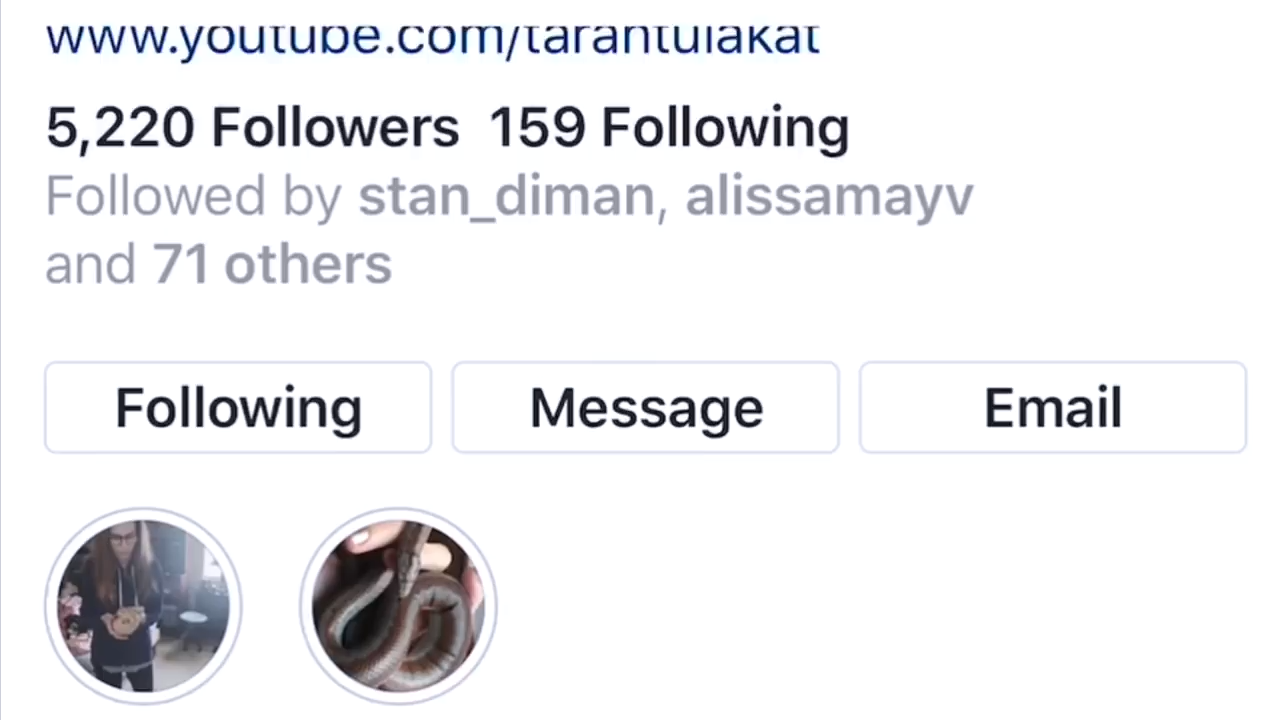 www.youtube.com/tarantulakat
5,220 Followers 159 Following
Followed by stan_diman, alissamayv
and 71 others
Following Message Email